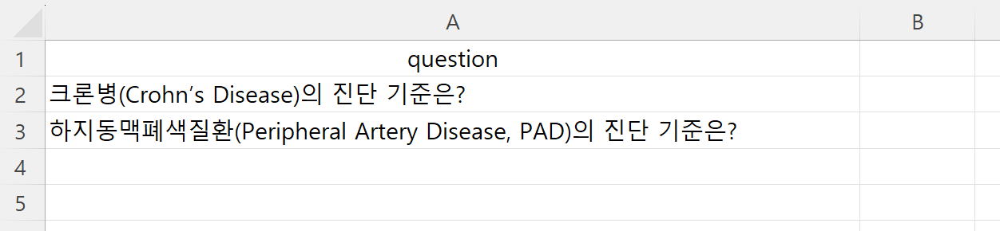 A B
1 question
2 크론병(Crohn’s Disease)의 진단 기준은?
3 하지동맥폐색질환(Peripheral Artery Disease, PAD)의 진단 기준은?
4
5